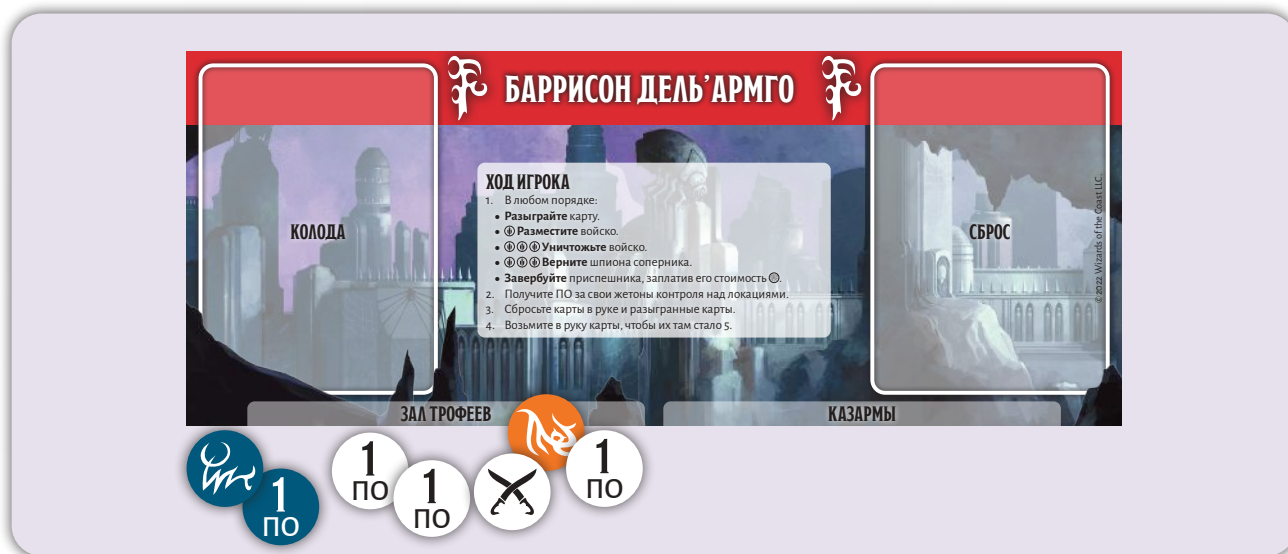 БАРРИСОН ДЕЛЬ'АРМГО
КОЛОДА
ХОД ИГРОКА
1. В любом порядке:
• Разыграйте карту.
• Разместите войско.
• Уничтожьте войско.
• Верните шпиона соперника.
• Завербуйте приспешника, заплатив его стоимость.
2. Получите ПО за свои жетоны контроля над локациями.
3. Сбросьте карты в руке и разыгранные карты.
4. Возьмите в руку карты, чтобы их там стало 5.
СБРОС
©2022 Wizards of the Coast LLC.
ЗАЛ ТРОФЕЕВ
КАЗАРМЫ
1
ПО
1
ПО
1
ПО
1
ПО